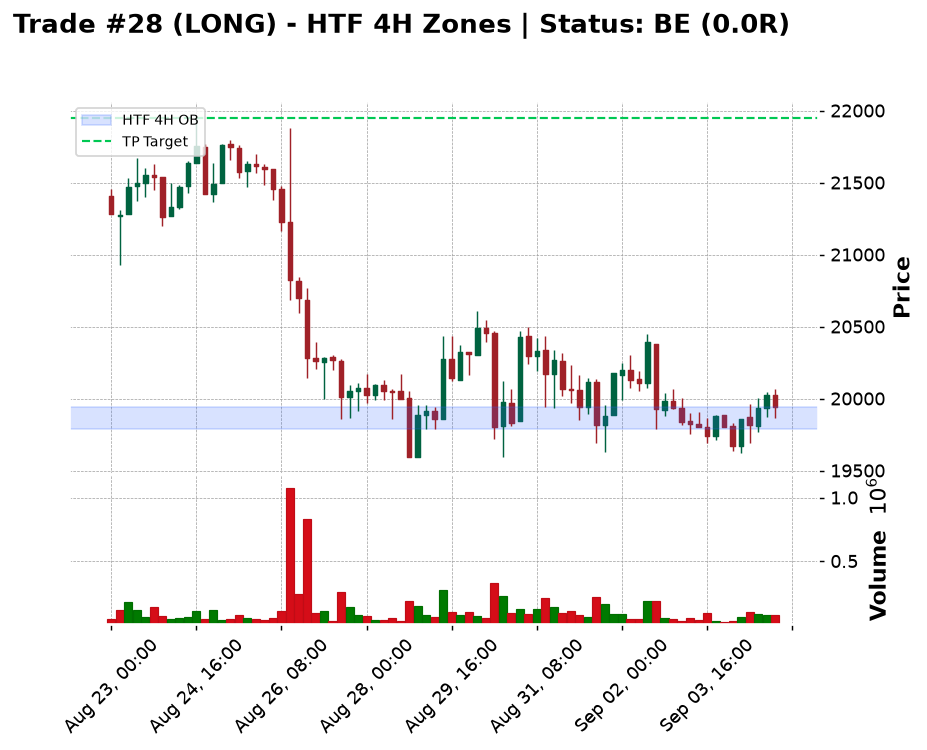 Trade #28 (LONG) - HTF 4H Zones | Status: BE (0.0R)
HTF 4H OB
TP Target
22000
21500
21000
20500
20000
19500
Price
1.0
0.5
Volume 10⁶
Aug 23, 00:00
Aug 24, 16:00
Aug 26, 08:00
Aug 28, 00:00
Aug 29, 16:00
Aug 31, 08:00
Sep 02, 00:00
Sep 03, 16:00